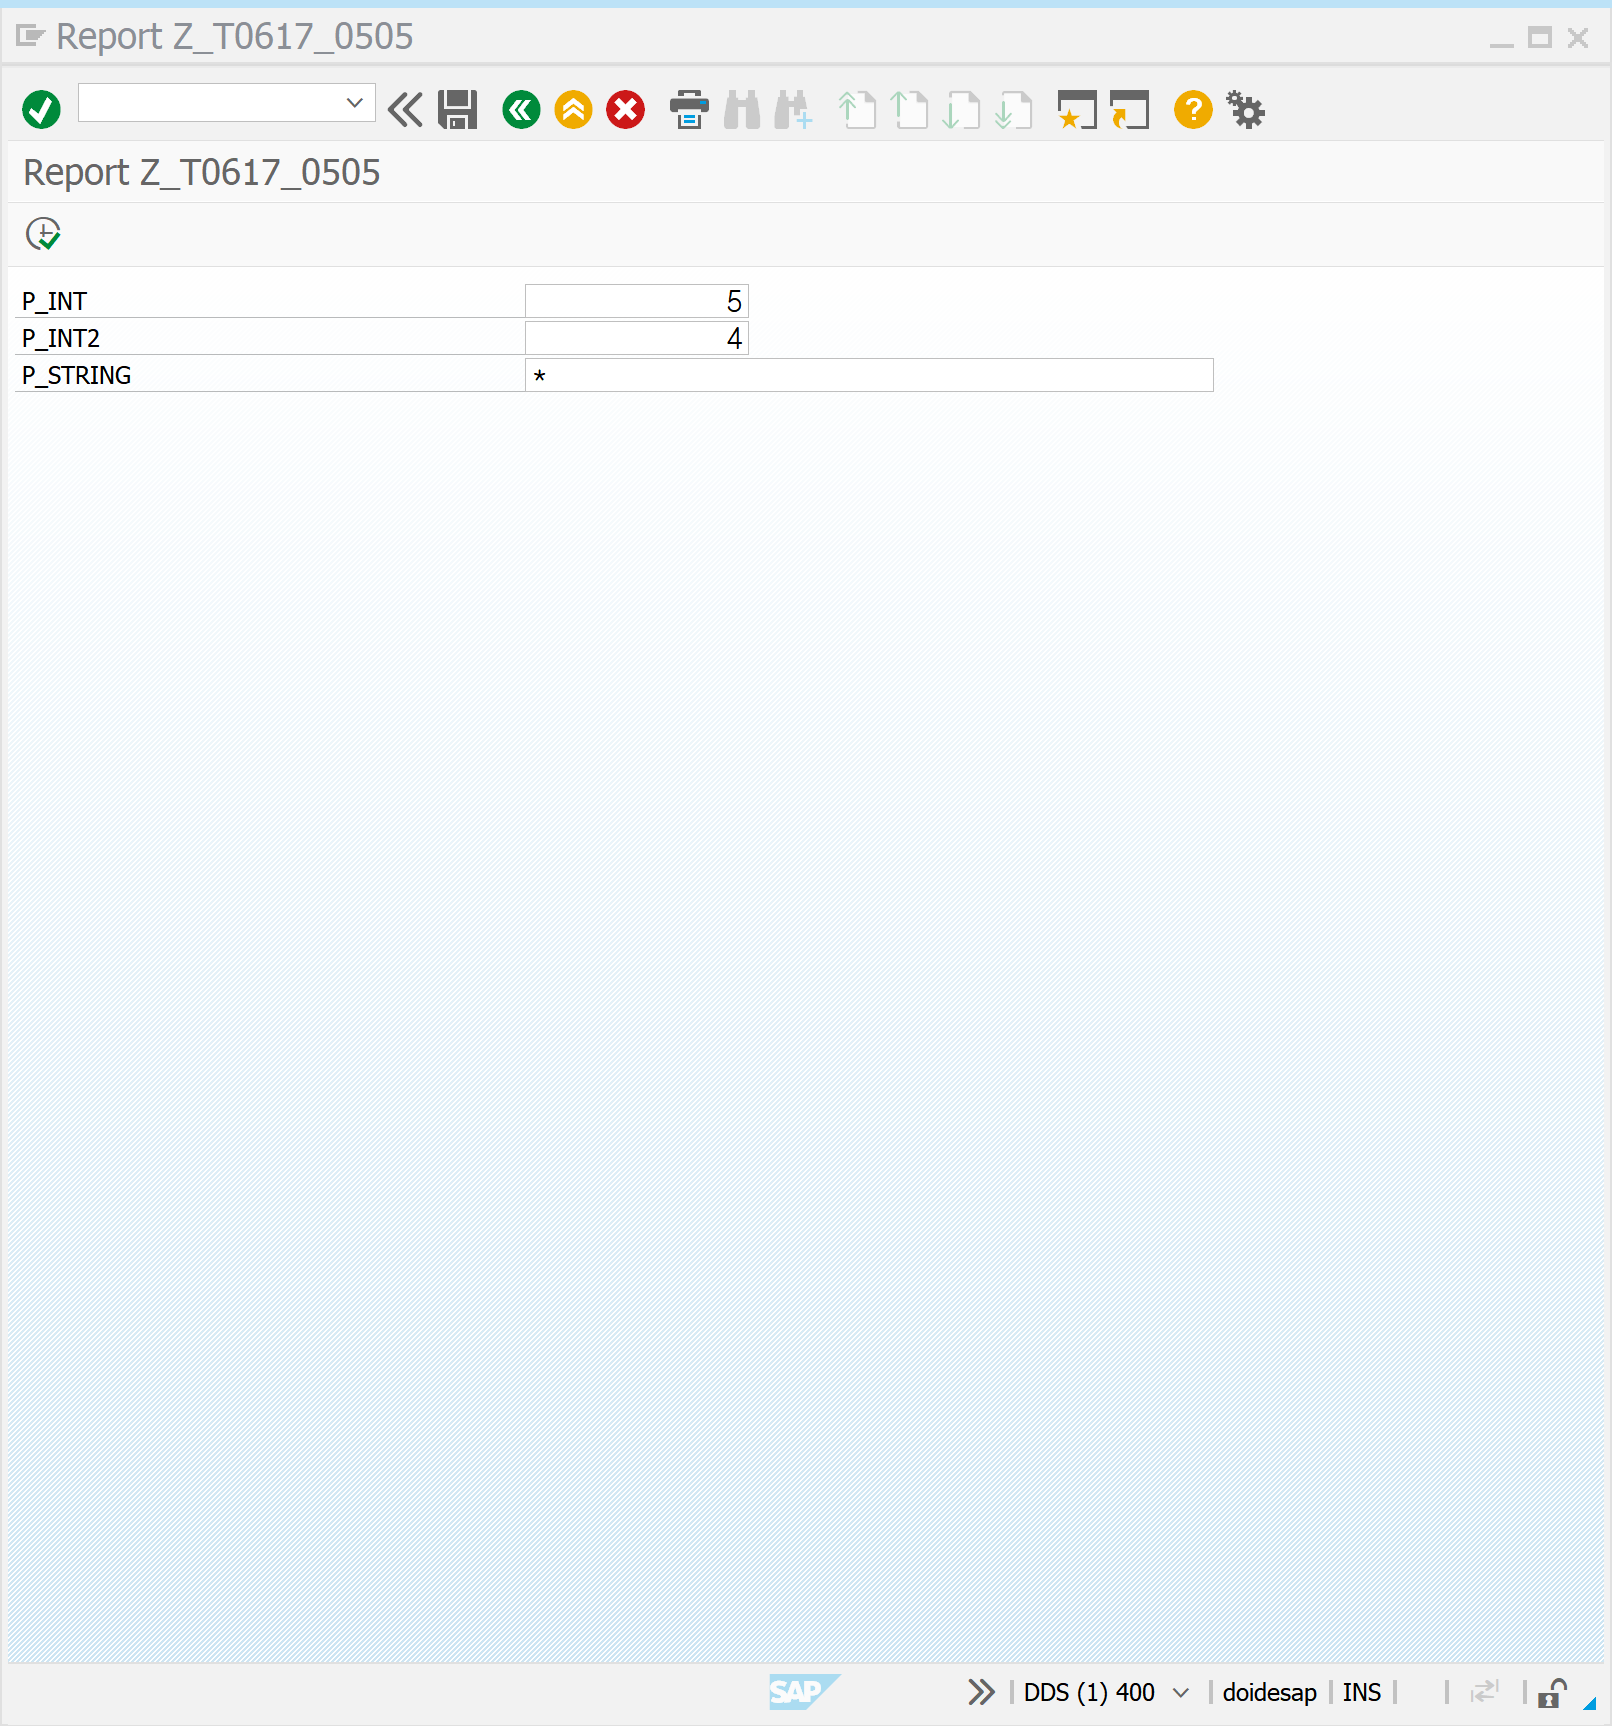 Report Z_T0617_0505
Report Z_T0617_0505
P_INT 5
P_INT2 4
P_STRING *
SAP DDS (1) 400 doidesap INS